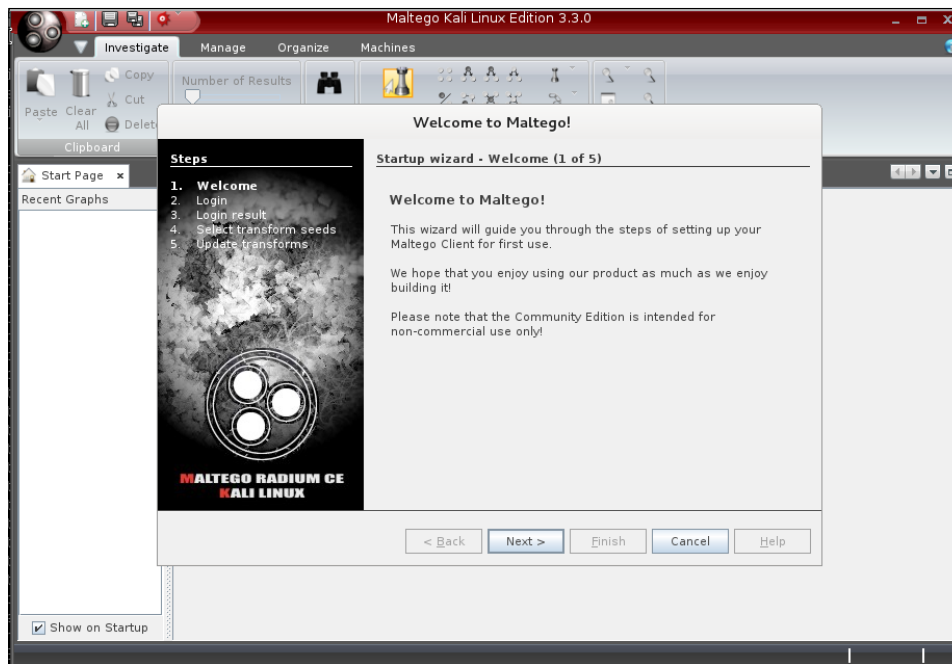 Maltego Kali Linux Edition 3.3.0
Investigate Manage Organize Machines
Copy
Number of Results
Cut
Paste Clear
All
Delet
Clipboard
Start Page
Recent Graphs
Welcome to Maltego!
Steps
1. Welcome
2. Login
3. Login result
4. Select transform seeds
5. Update transforms
MALTEGO RADIUM CE
KALI LINUX
Startup wizard - Welcome (1 of 5)
Welcome to Maltego!
This wizard will guide you through the steps of setting up your
Maltego Client for first use.
We hope that you enjoy using our product as much as we enjoy
building it!
Please note that the Community Edition is intended for
non-commercial use only!
< Back Next > Finish Cancel Help
Show on Startup